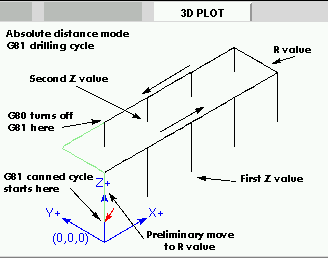 3D PLOT
Absolute distance mode
G81 drilling cycle
R value
Second Z value
G80 turns off
G81 here
G81 canned cycle
starts here
Z+
First Z value
Y+
X+
(0,0,0)
Preliminary move
to R value